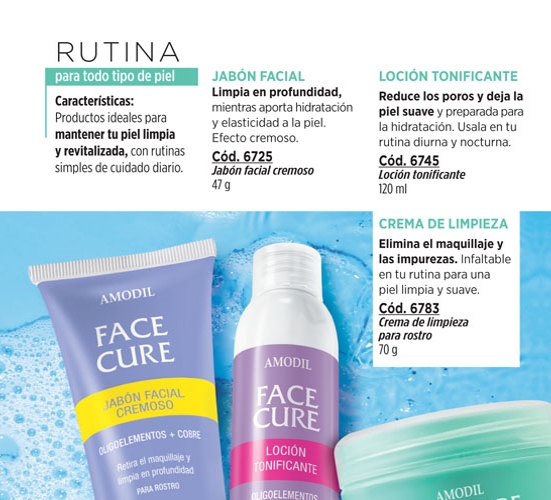 RUTINA
para todo tipo de piel
Características:
Productos ideales para
mantener tu piel limpia
y revitalizada, con rutinas
simples de cuidado diario.
JABÓN FACIAL
Limpia en profundidad,
mientras aporta hidratación
y elasticidad a la piel.
Efecto cremoso.
Cód. 6725
Jabón facial cremoso
47 g
LOCIÓN TONIFICANTE
Reduce los poros y deja la
piel suave y preparada para
la hidratación. Usala en tu
rutina diurna y nocturna.
Cód. 6745
Loción tonificante
120 ml
CREMA DE LIMPIEZA
Elimina el maquillaje y
las impurezas. Infaltable
en tu rutina para una
piel limpia y suave.
Cód. 6783
Crema de limpieza
para rostro
70 g
AMODIL
FACE
CURE
JABÓN FACIAL
CREMOSO
OLIGOELEMENTOS + COBRE
Retira el maquillaje y
limpia en profundidad
PARA ROSTRO
AMODIL
FACE
CURE
LOCIÓN
TONIFICANTE
OLIGOELEMENTOS
AMODIL
CURE